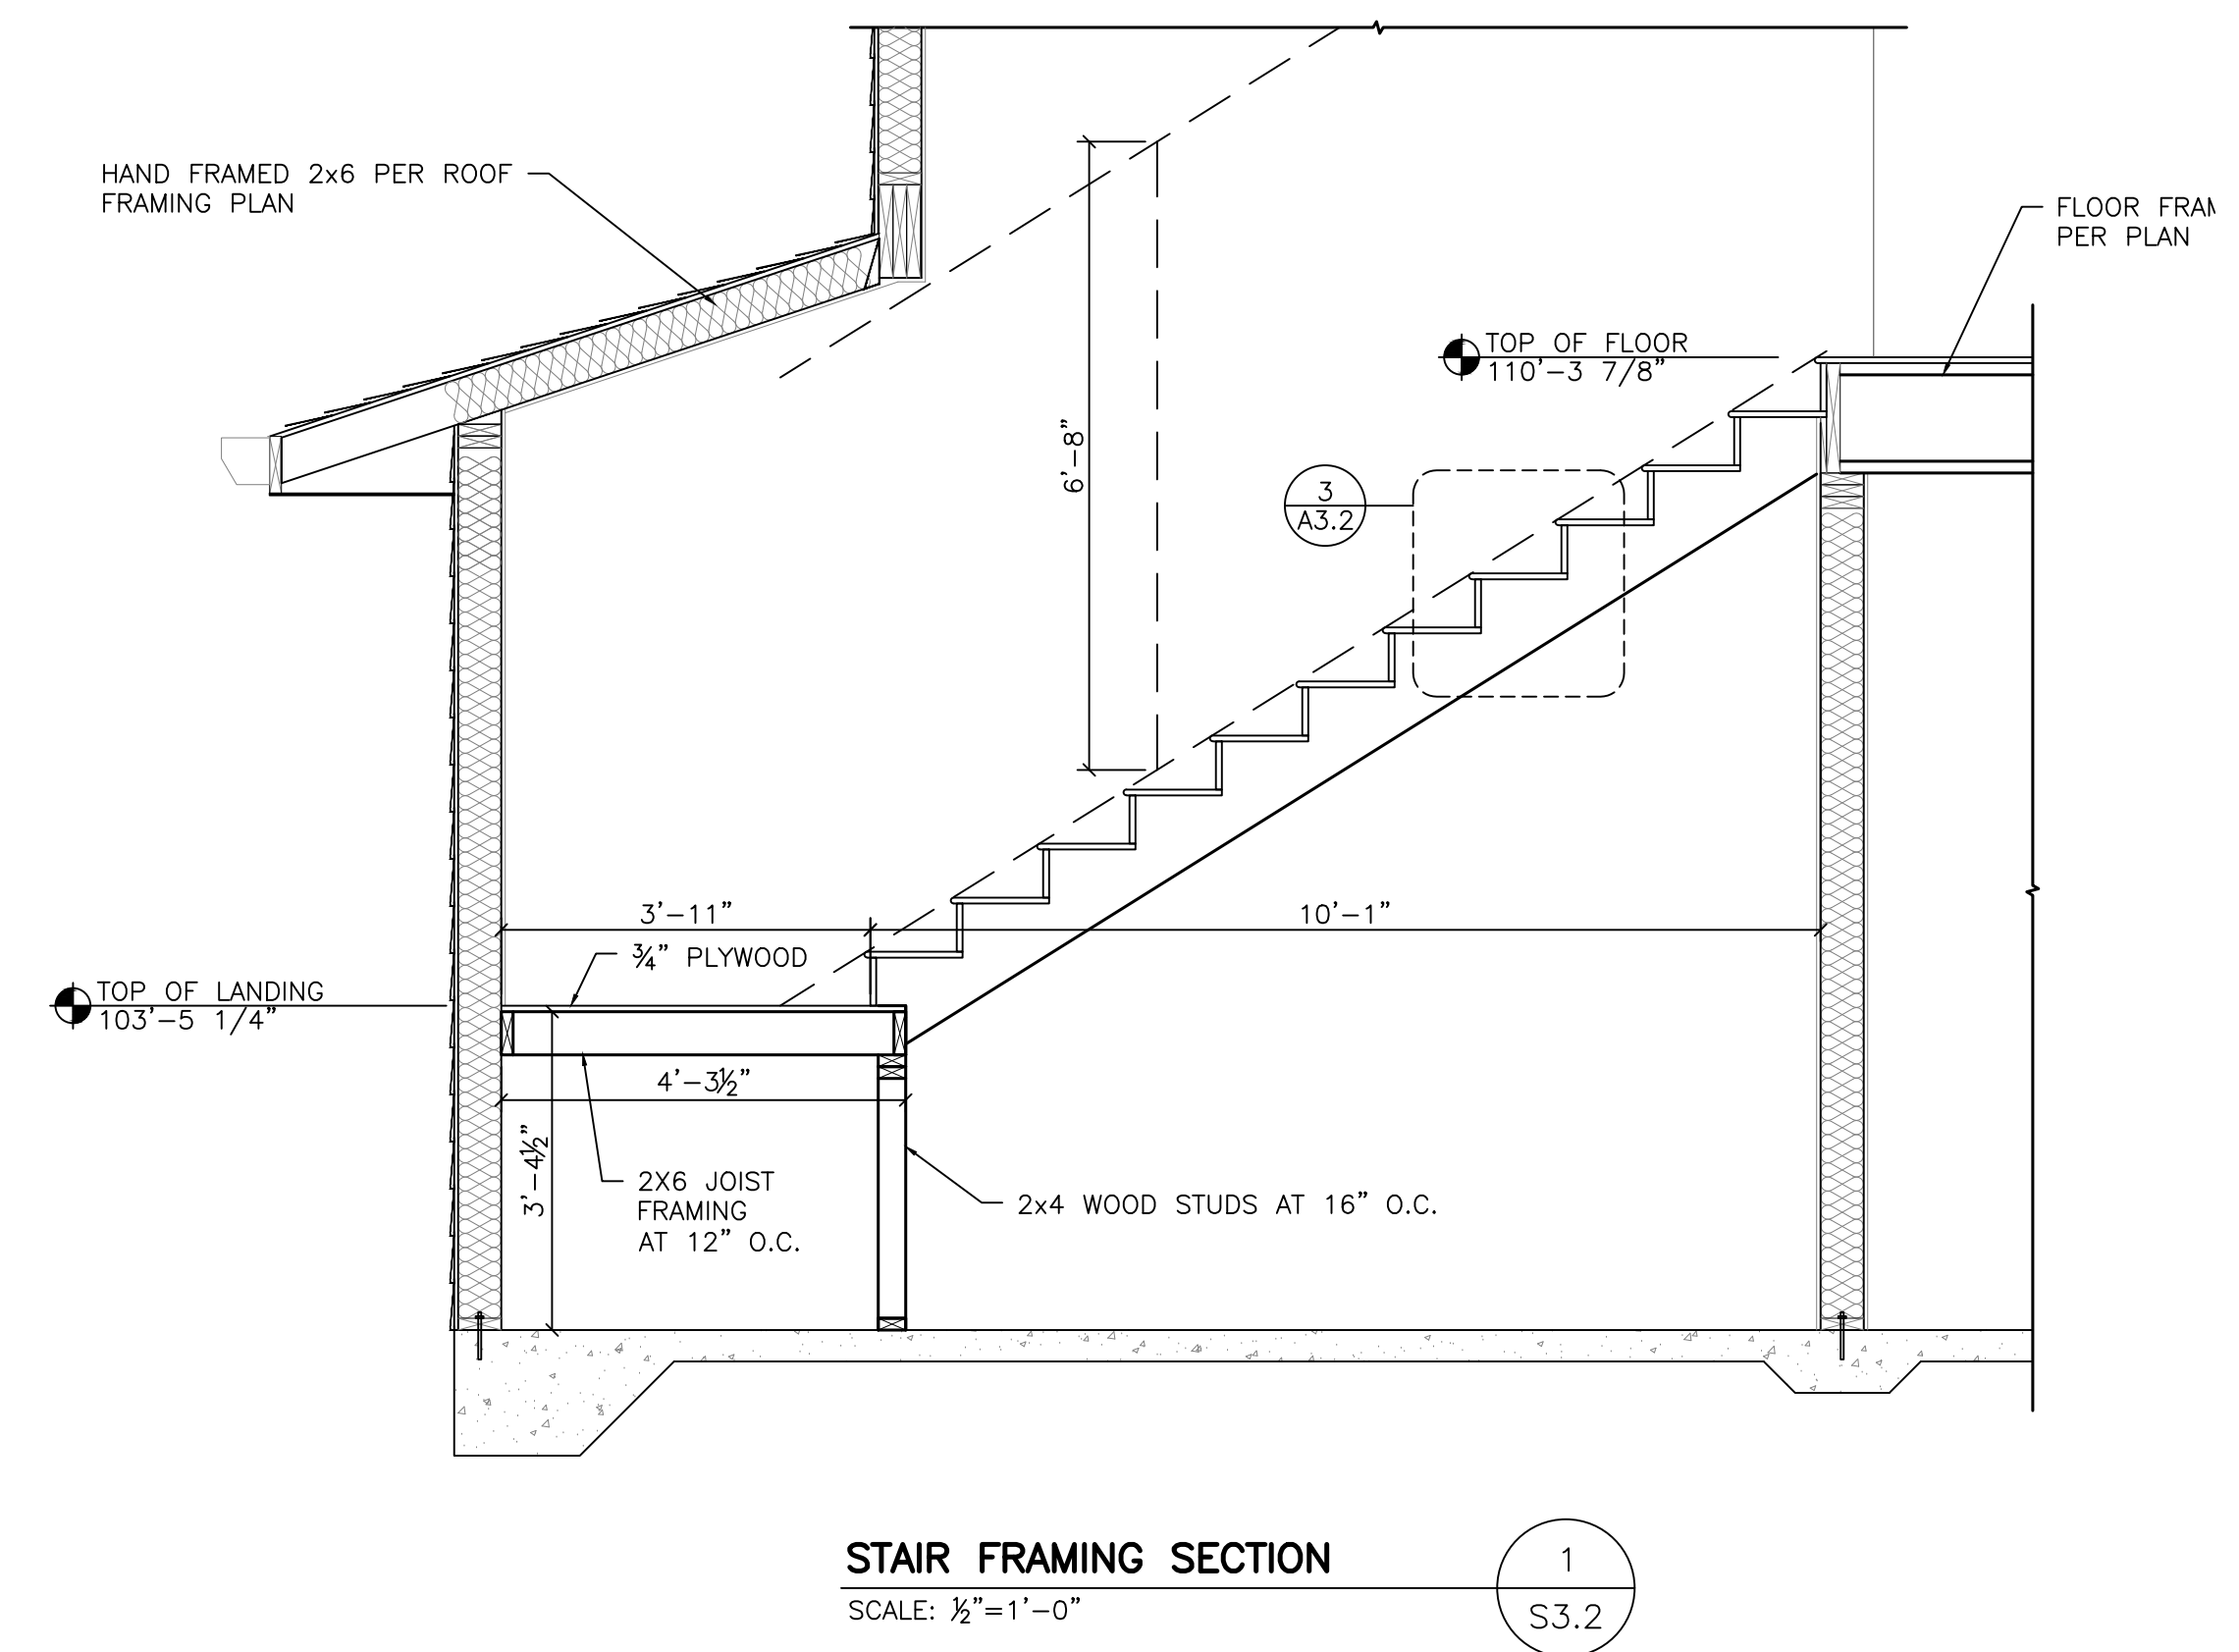 HAND FRAMED 2x6 PER ROOF
FRAMING PLAN
FLOOR
PER PLAN
TOP OF FLOOR
110'-3 7/8"
6'-8"
3
A3.2
3'-11"
10'-1"
¾" PLYWOOD
TOP OF LANDING
103'-5 1/4"
4'-3½"
3'-4½"
2X6 JOIST
FRAMING
AT 12" O.C.
2x4 WOOD STUDS AT 16" O.C.
STAIR FRAMING SECTION
SCALE: ½"=1'-0"
1
S3.2